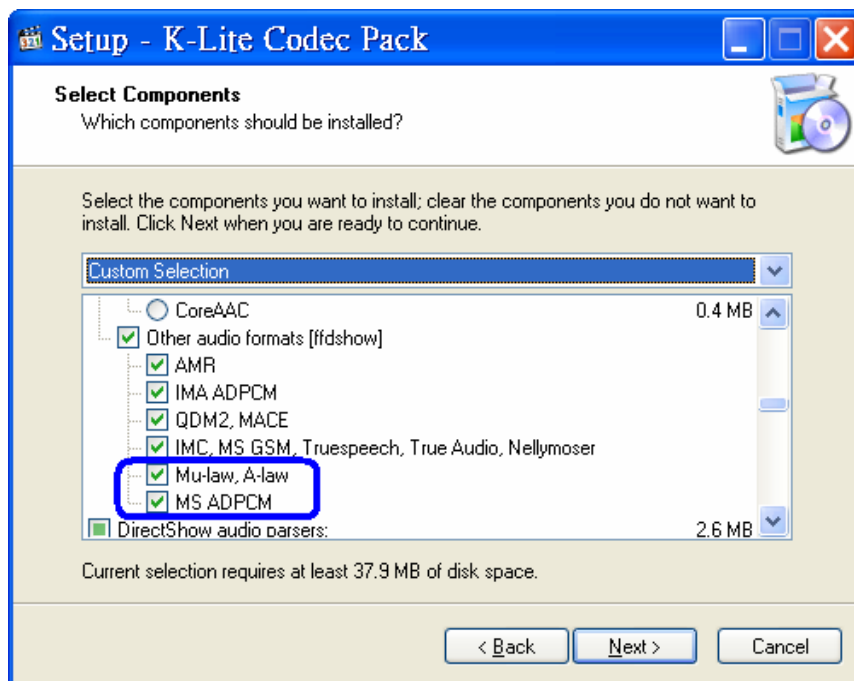 Setup - K-Lite Codec Pack
Select Components
Which components should be installed?
Select the components you want to install; clear the components you do not want to
install. Click Next when you are ready to continue.
Custom Selection
CoreAAC 0.4 MB
Other audio formats [ffdshow]
AMR
IMA ADPCM
QDM2, MACE
IMC, MS GSM, Truespeech, True Audio, Nellymoser
Mu-law, A-law
MS ADPCM
DirectShow audio parsers: 2.6 MB
Current selection requires at least 37.9 MB of disk space.
< Back Next > Cancel